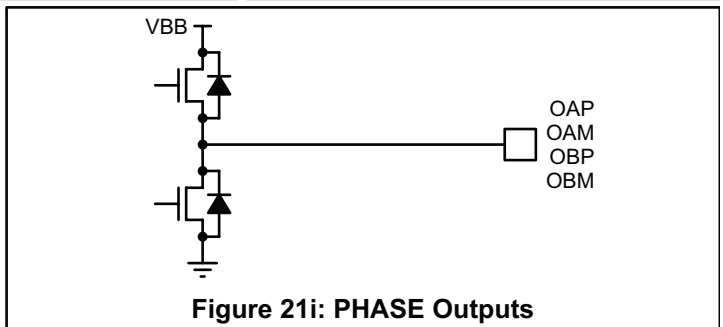 VBB
OAP
OAM
OBP
OBM
Figure 21i: PHASE Outputs